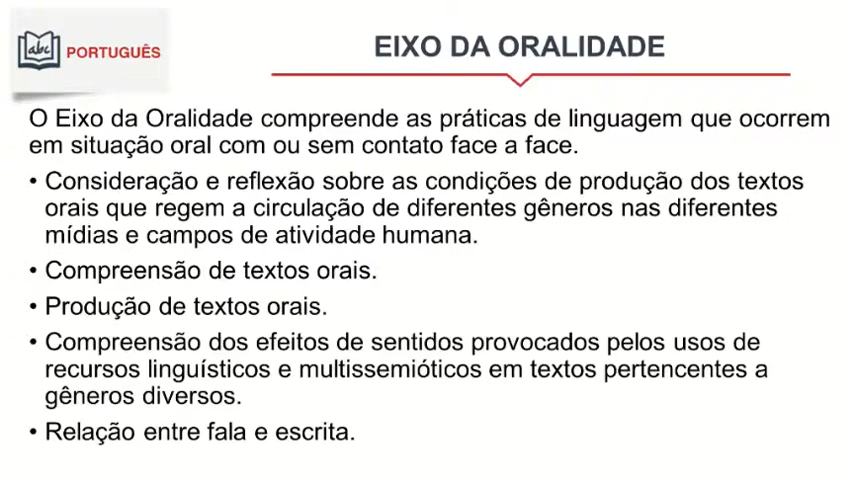 abc
PORTUGUÊS
EIXO DA ORALIDADE
O Eixo da Oralidade compreende as práticas de linguagem que ocorrem
em situação oral com ou sem contato face a face.
• Consideração e reflexão sobre as condições de produção dos textos
orais que regem a circulação de diferentes gêneros nas diferentes
mídias e campos de atividade humana.
• Compreensão de textos orais.
• Produção de textos orais.
• Compreensão dos efeitos de sentidos provocados pelos usos de
recursos linguísticos e multissemióticos em textos pertencentes a
gêneros diversos.
• Relação entre fala e escrita.